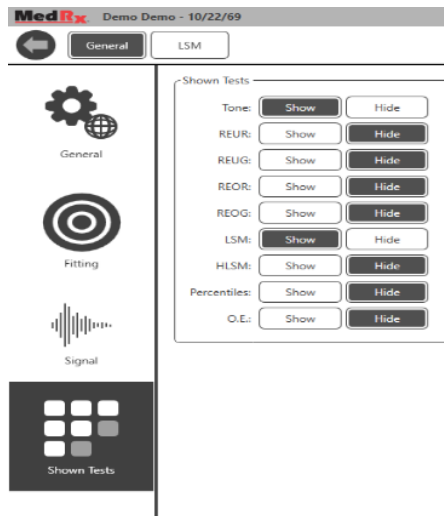 MedRx. Demo Demo - 10/22/69
General LSM
Shown Tests
Tone: Show Hide
REUR: Show Hide
REUG: Show Hide
REOR: Show Hide
REOG: Show Hide
LSM: Show Hide
HLSM: Show Hide
Percentiles: Show Hide
O.E.: Show Hide
General
Fitting
Signal
Shown Tests